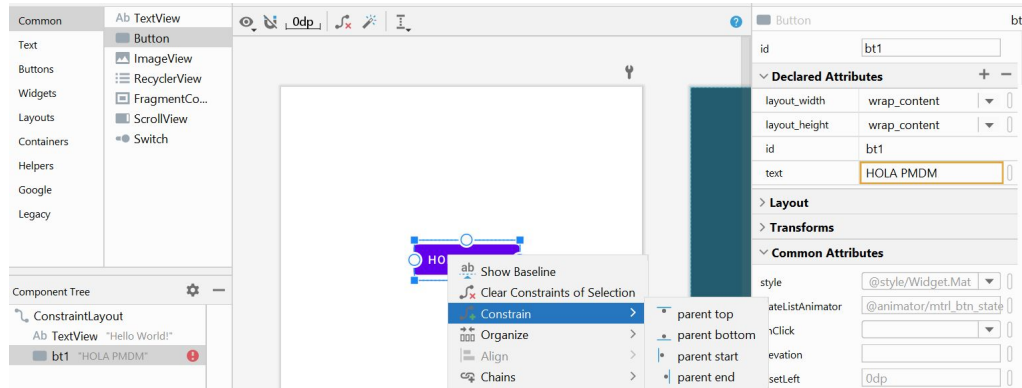 Common
Text
Buttons
Widgets
Layouts
Containers
Helpers
Google
Legacy
Ab TextView
Button
ImageView
RecyclerView
FragmentCo...
ScrollView
Switch
Component Tree
ConstraintLayout
Ab TextView "Hello World!"
bt1 "HOLA PMDM"
0dp
HO
ab Show Baseline
Clear Constraints of Selection
Constrain
Organize
Align
Chains
parent top
parent bottom
parent start
parent end
Button bt
id bt1
Declared Attributes
layout_width wrap_content
layout_height wrap_content
id bt1
text HOLA PMDM
Layout
Transforms
Common Attributes
style @style/Widget.Mat
ateListAnimator @animator/mtrl_btn_state
nClick
evation
setLeft 0dp